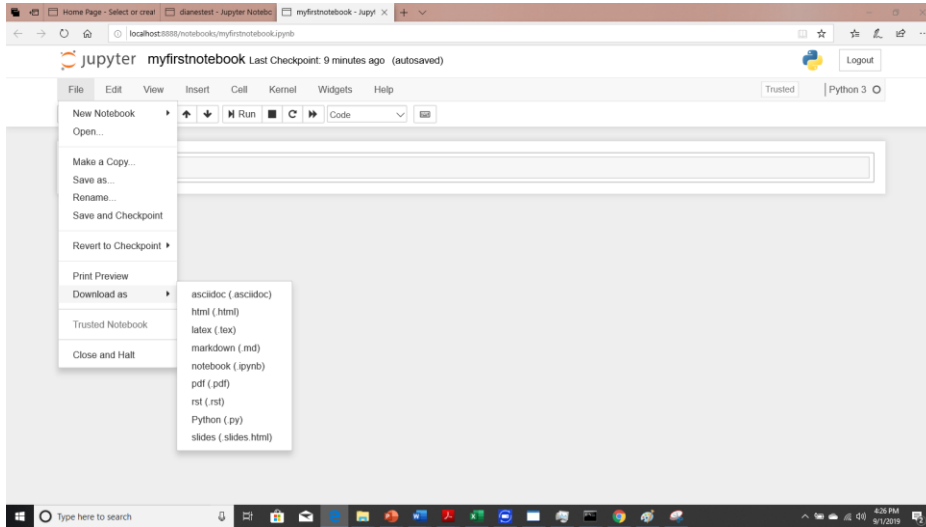 Home Page - Select or creat
dianestest - Jupyter Notebc
myfirstnotebook - Jupyt
localhost:8888/notebooks/myfirstnotebook.ipynb
jupyter myfirstnotebook Last Checkpoint: 9 minutes ago (autosaved)
Logout
File Edit View Insert Cell Kernel Widgets Help
Trusted
Python 3
New Notebook
Run
Code
Open...
Make a Copy...
Save as...
Rename...
Save and Checkpoint
Revert to Checkpoint
Print Preview
Download as
asciidoc (.asciidoc)
html (.html)
Trusted Notebook
latex (.tex)
markdown (.md)
Close and Halt
notebook (.ipynb)
pdf (.pdf)
rst (.rst)
Python (.py)
slides (.slides.html)
Type here to search
4:26 PM
9/1/2019